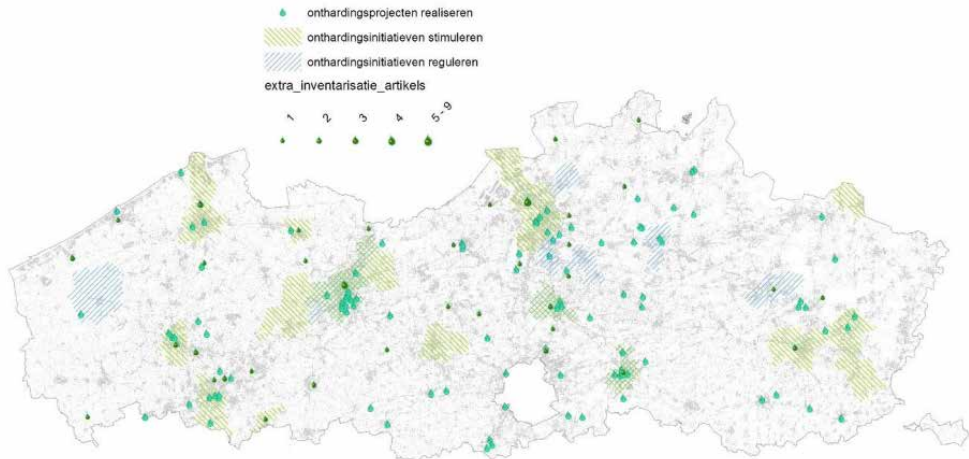 onthardingsprojecten realiseren
onthardingsinitiatieven stimuleren
onthardingsinitiatieven reguleren
extra_inventarisatie_artikels
1 2 3 4 5 - 9